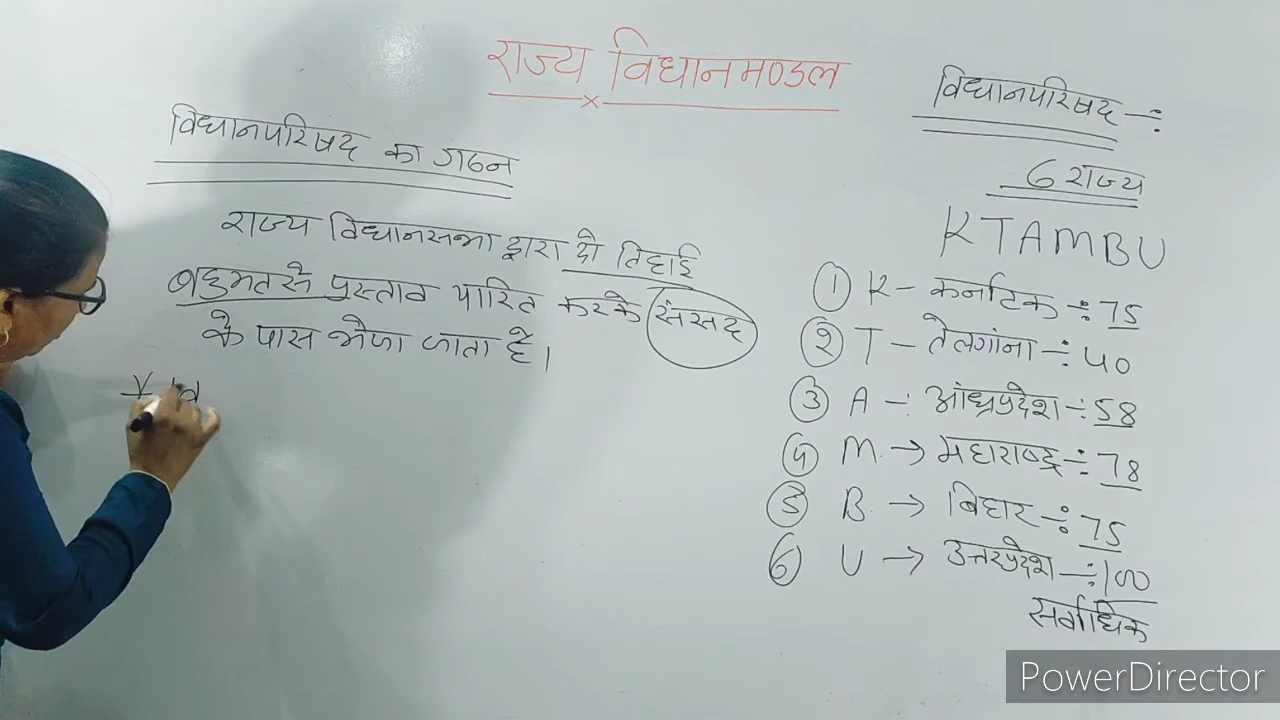 राज्य विधानमण्डल
विधानपरिषद का गठन
राज्य विधानसभा द्वारा दो तिहाई
बहुमत से प्रस्ताव पारित करके संसद
के पास भेजा जाता है।
विधानपरिषद -:
6 राज्य
KTAMBU
① K - कर्नाटक ÷ 75
② T - तेलगांना -: 40
③ A -: आंध्रप्रदेश -: 58
④ M. → महाराष्ट्र -: 78
⑤ B. → बिहार -: 75
⑥ U → उत्तरप्रदेश -: 100
सर्वाधिक
PowerDirector